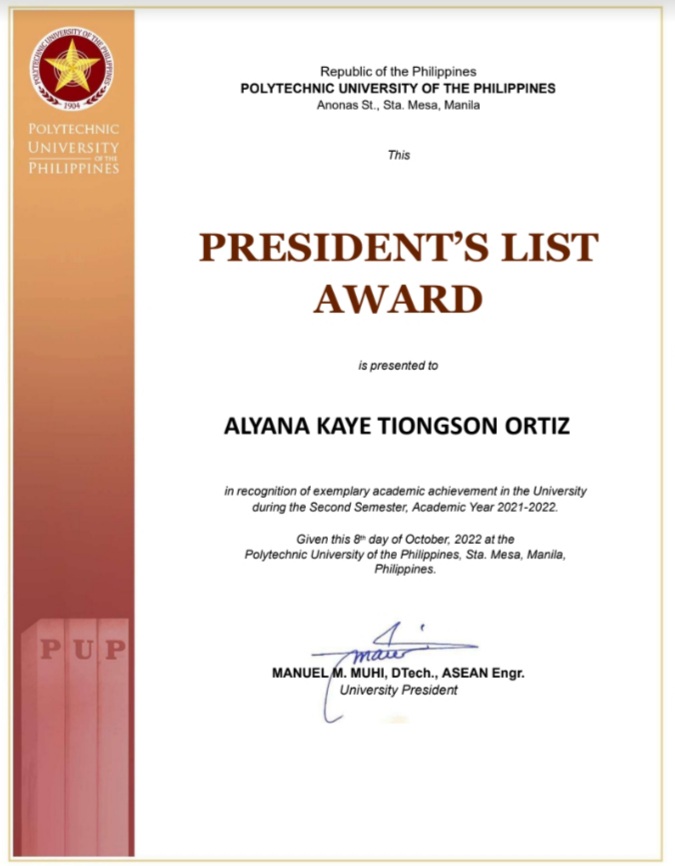 POLYTECHNIC UNIVERSITY OF THE PHILIPPINES
1904
POLYTECHNIC
UNIVERSITY
OF THE
PHILIPPINES
Republic of the Philippines
POLYTECHNIC UNIVERSITY OF THE PHILIPPINES
Anonas St., Sta. Mesa, Manila
This
PRESIDENT'S LIST
AWARD
is presented to
ALYANA KAYE TIONGSON ORTIZ
in recognition of exemplary academic achievement in the University
during the Second Semester, Academic Year 2021-2022.
Given this 8th day of October, 2022 at the
Polytechnic University of the Philippines, Sta. Mesa, Manila,
Philippines.
MANUEL M. MUHI, DTech., ASEAN Engr.
University President
PUP